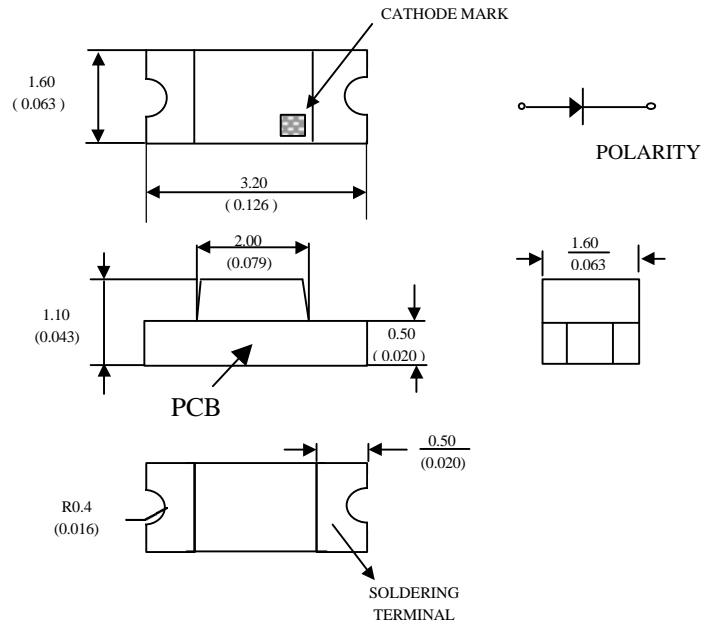 CATHODE MARK
1.60
( 0.063 )
POLARITY
3.20
( 0.126 )
2.00
(0.079)
1.60
0.063
1.10
(0.043)
0.50
( 0.020 )
PCB
0.50
(0.020)
R0.4
(0.016)
SOLDERING
TERMINAL